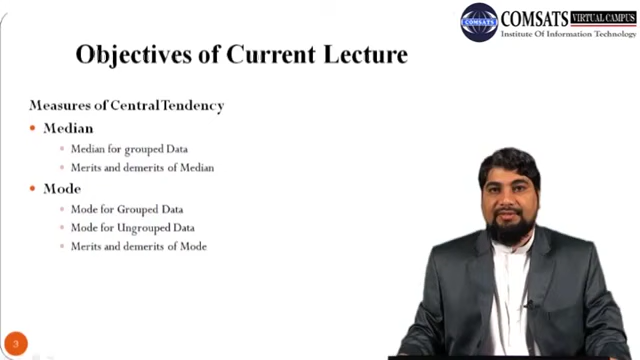 COMSATS VIRTUAL CAMPUS
Institute Of Information Technology
Objectives of Current Lecture
Measures of Central Tendency
Median
Median for grouped Data
Merits and demerits of Median
Mode
Mode for Grouped Data
Mode for Ungrouped Data
Merits and demerits of Mode
3